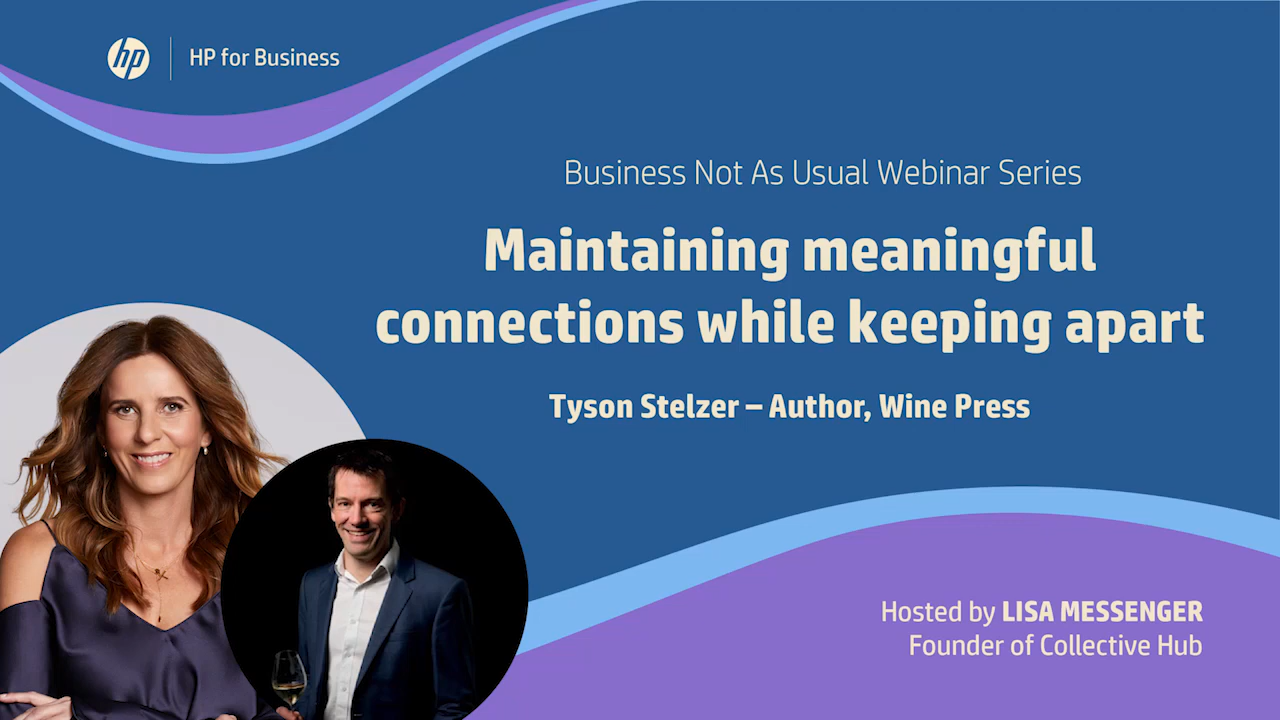 hp
HP for Business
Business Not As Usual Webinar Series
Maintaining meaningful
connections while keeping apart
Tyson Stelzer – Author, Wine Press
Hosted by LISA MESSENGER
Founder of Collective Hub